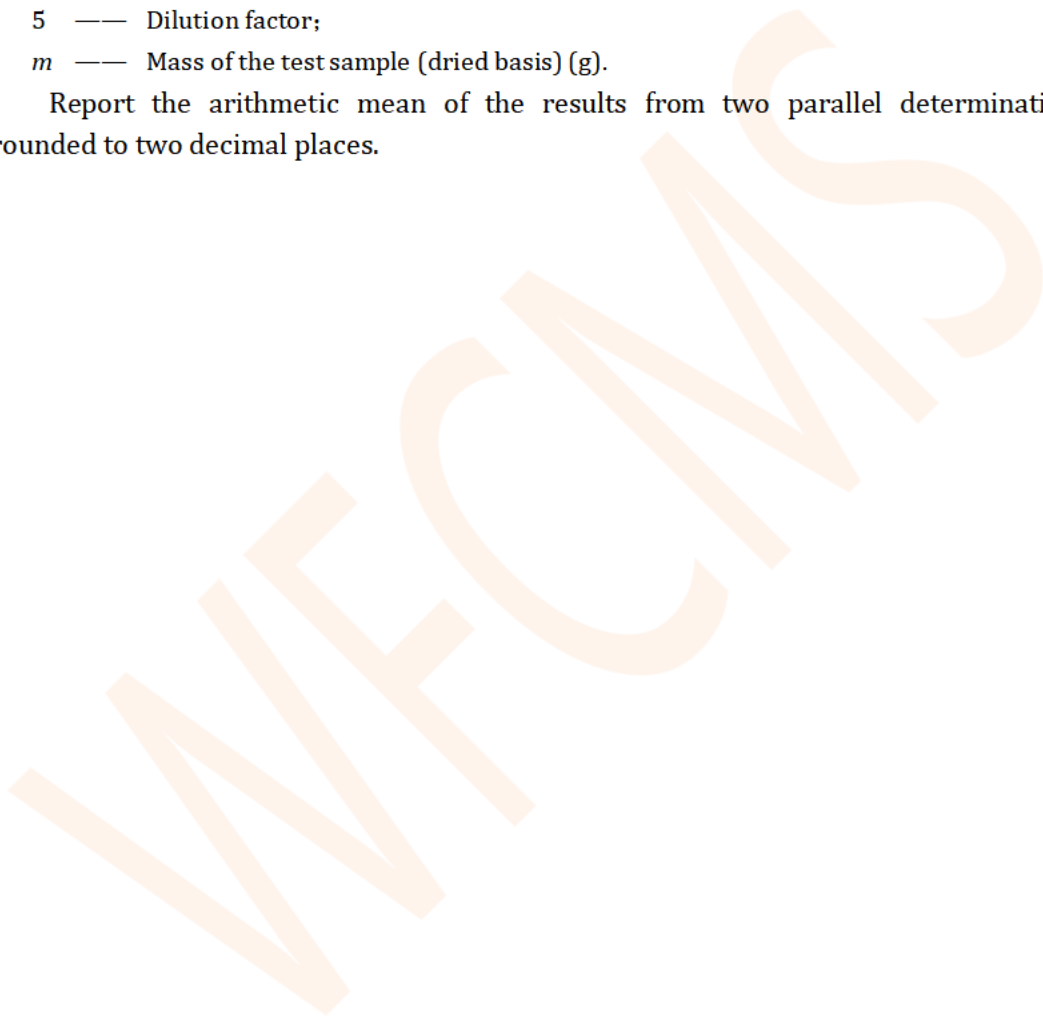 5 —— Dilution factor;
m —— Mass of the test sample (dried basis) (g).
Report the arithmetic mean of the results from two parallel determinati
rounded to two decimal places.
WFCMS